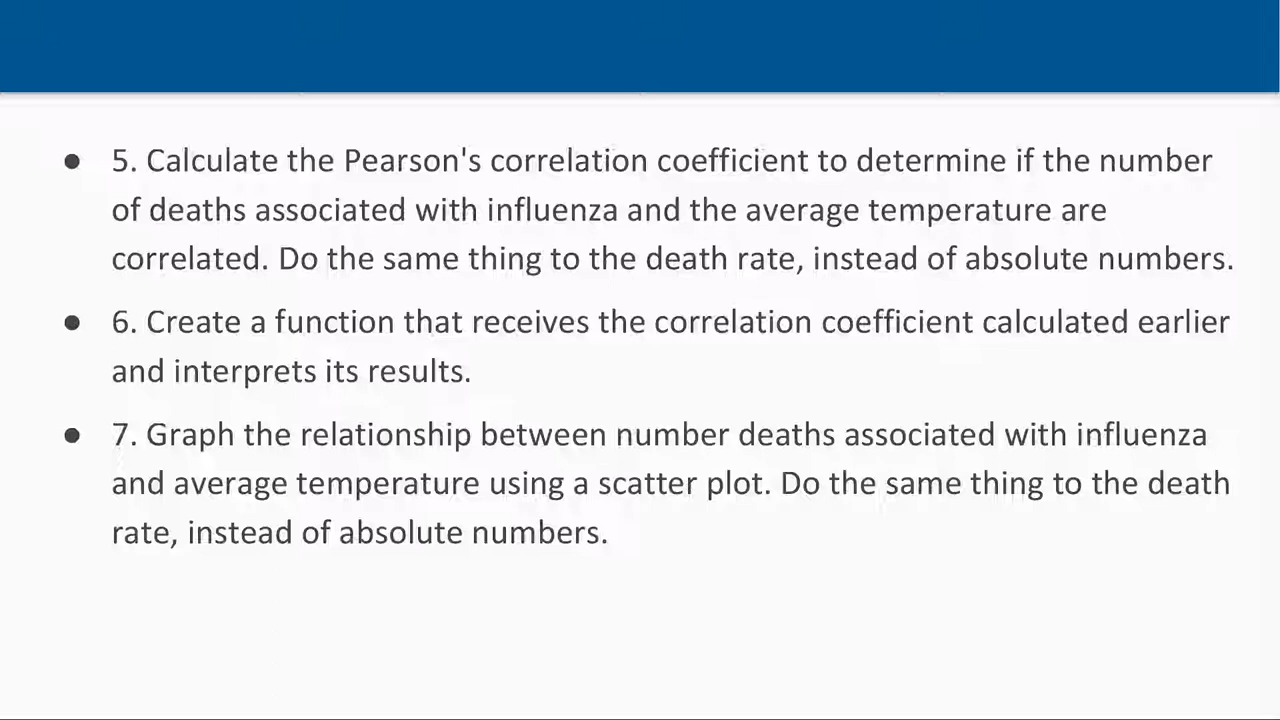 ● 5. Calculate the Pearson's correlation coefficient to determine if the number
of deaths associated with influenza and the average temperature are
correlated. Do the same thing to the death rate, instead of absolute numbers.
● 6. Create a function that receives the correlation coefficient calculated earlier
and interprets its results.
● 7. Graph the relationship between number deaths associated with influenza
and average temperature using a scatter plot. Do the same thing to the death
rate, instead of absolute numbers.